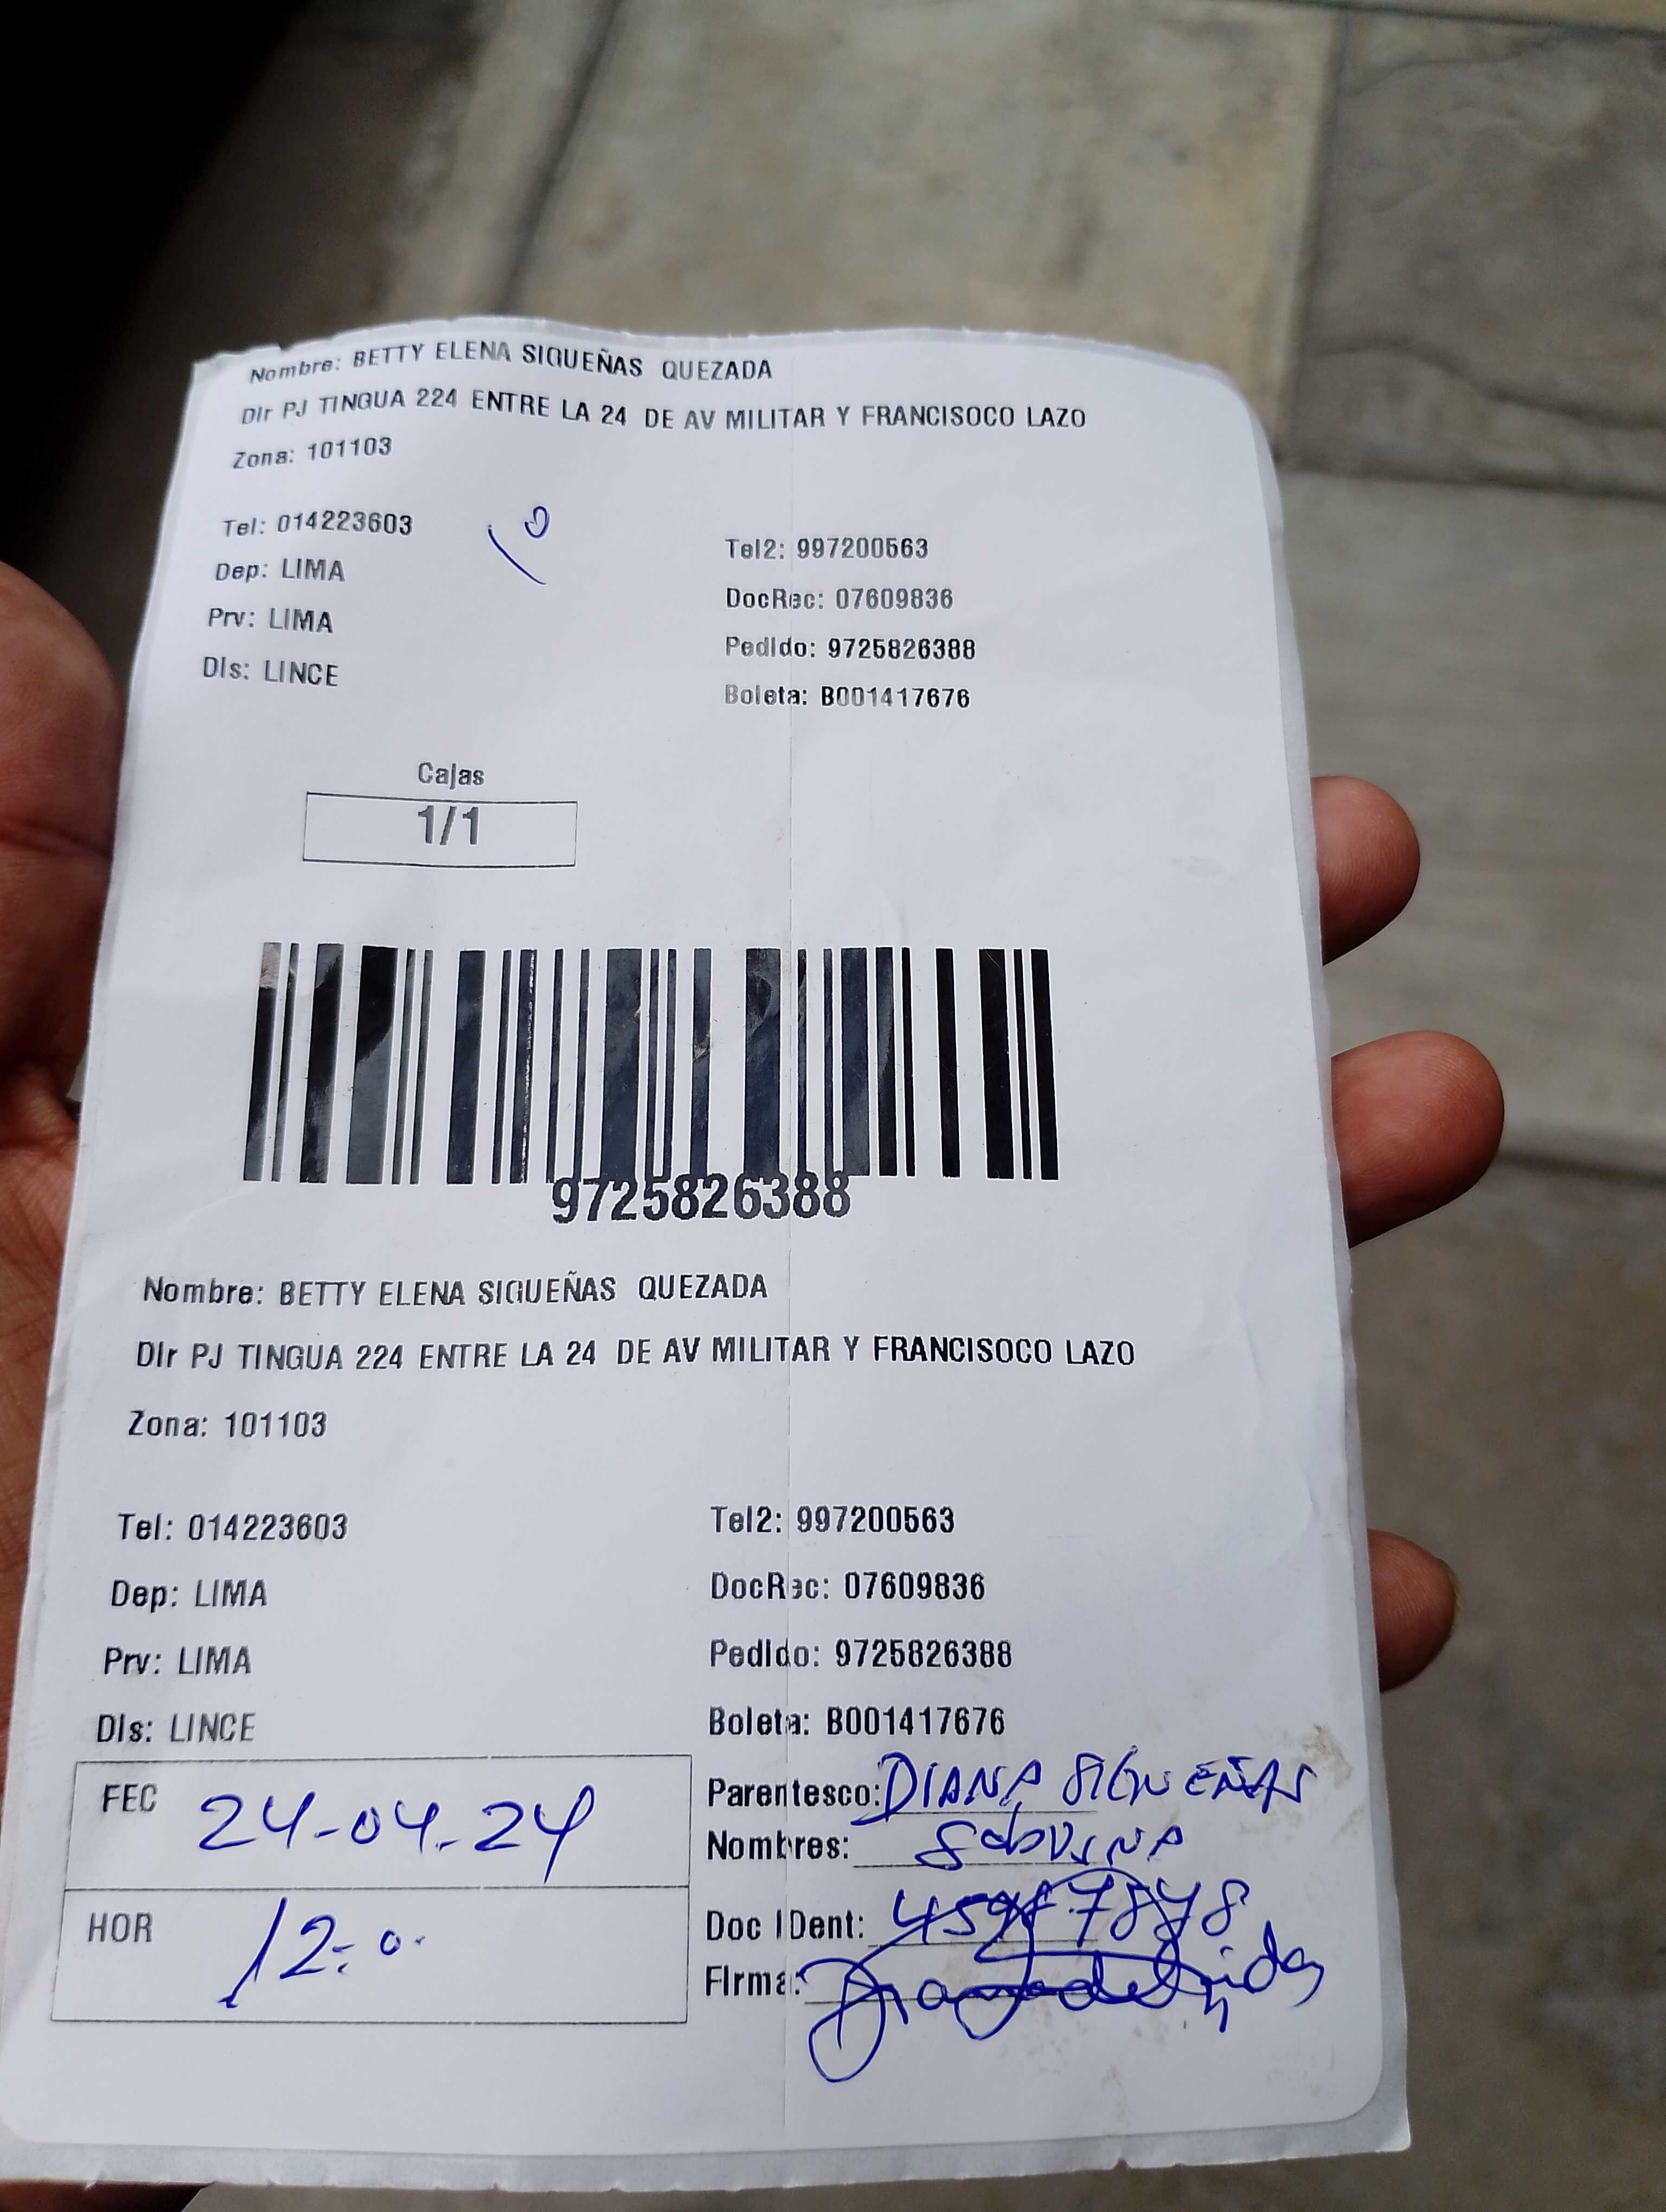 Nombre: BETTY ELENA SIQUEÑAS QUEZADA
Dir PJ TINGUA 224 ENTRE LA 24 DE AV MILITAR Y FRANCISOCO LAZO
Zona: 101103
Tel: 014223603
Tel2: 997200563
Dep: LIMA
DocRec: 07609836
Prv: LIMA
Pedido: 9725826388
Dis: LINCE
Boleta: B001417676
Cajas
1/1
9725826388
Nombre: BETTY ELENA SIQUEÑAS QUEZADA
Dir PJ TINGUA 224 ENTRE LA 24 DE AV MILITAR Y FRANCISOCO LAZO
Zona: 101103
Tel: 014223603
Tel2: 997200563
Dep: LIMA
DocRec: 07609836
Prv: LIMA
Pedido: 9725826388
Dis: LINCE
Boleta: B001417676
FEC 24-04-24
Parentesco: DIANA SIQUEÑAS
Nombres:
HOR 12:0
Doc IDent:
Firma: